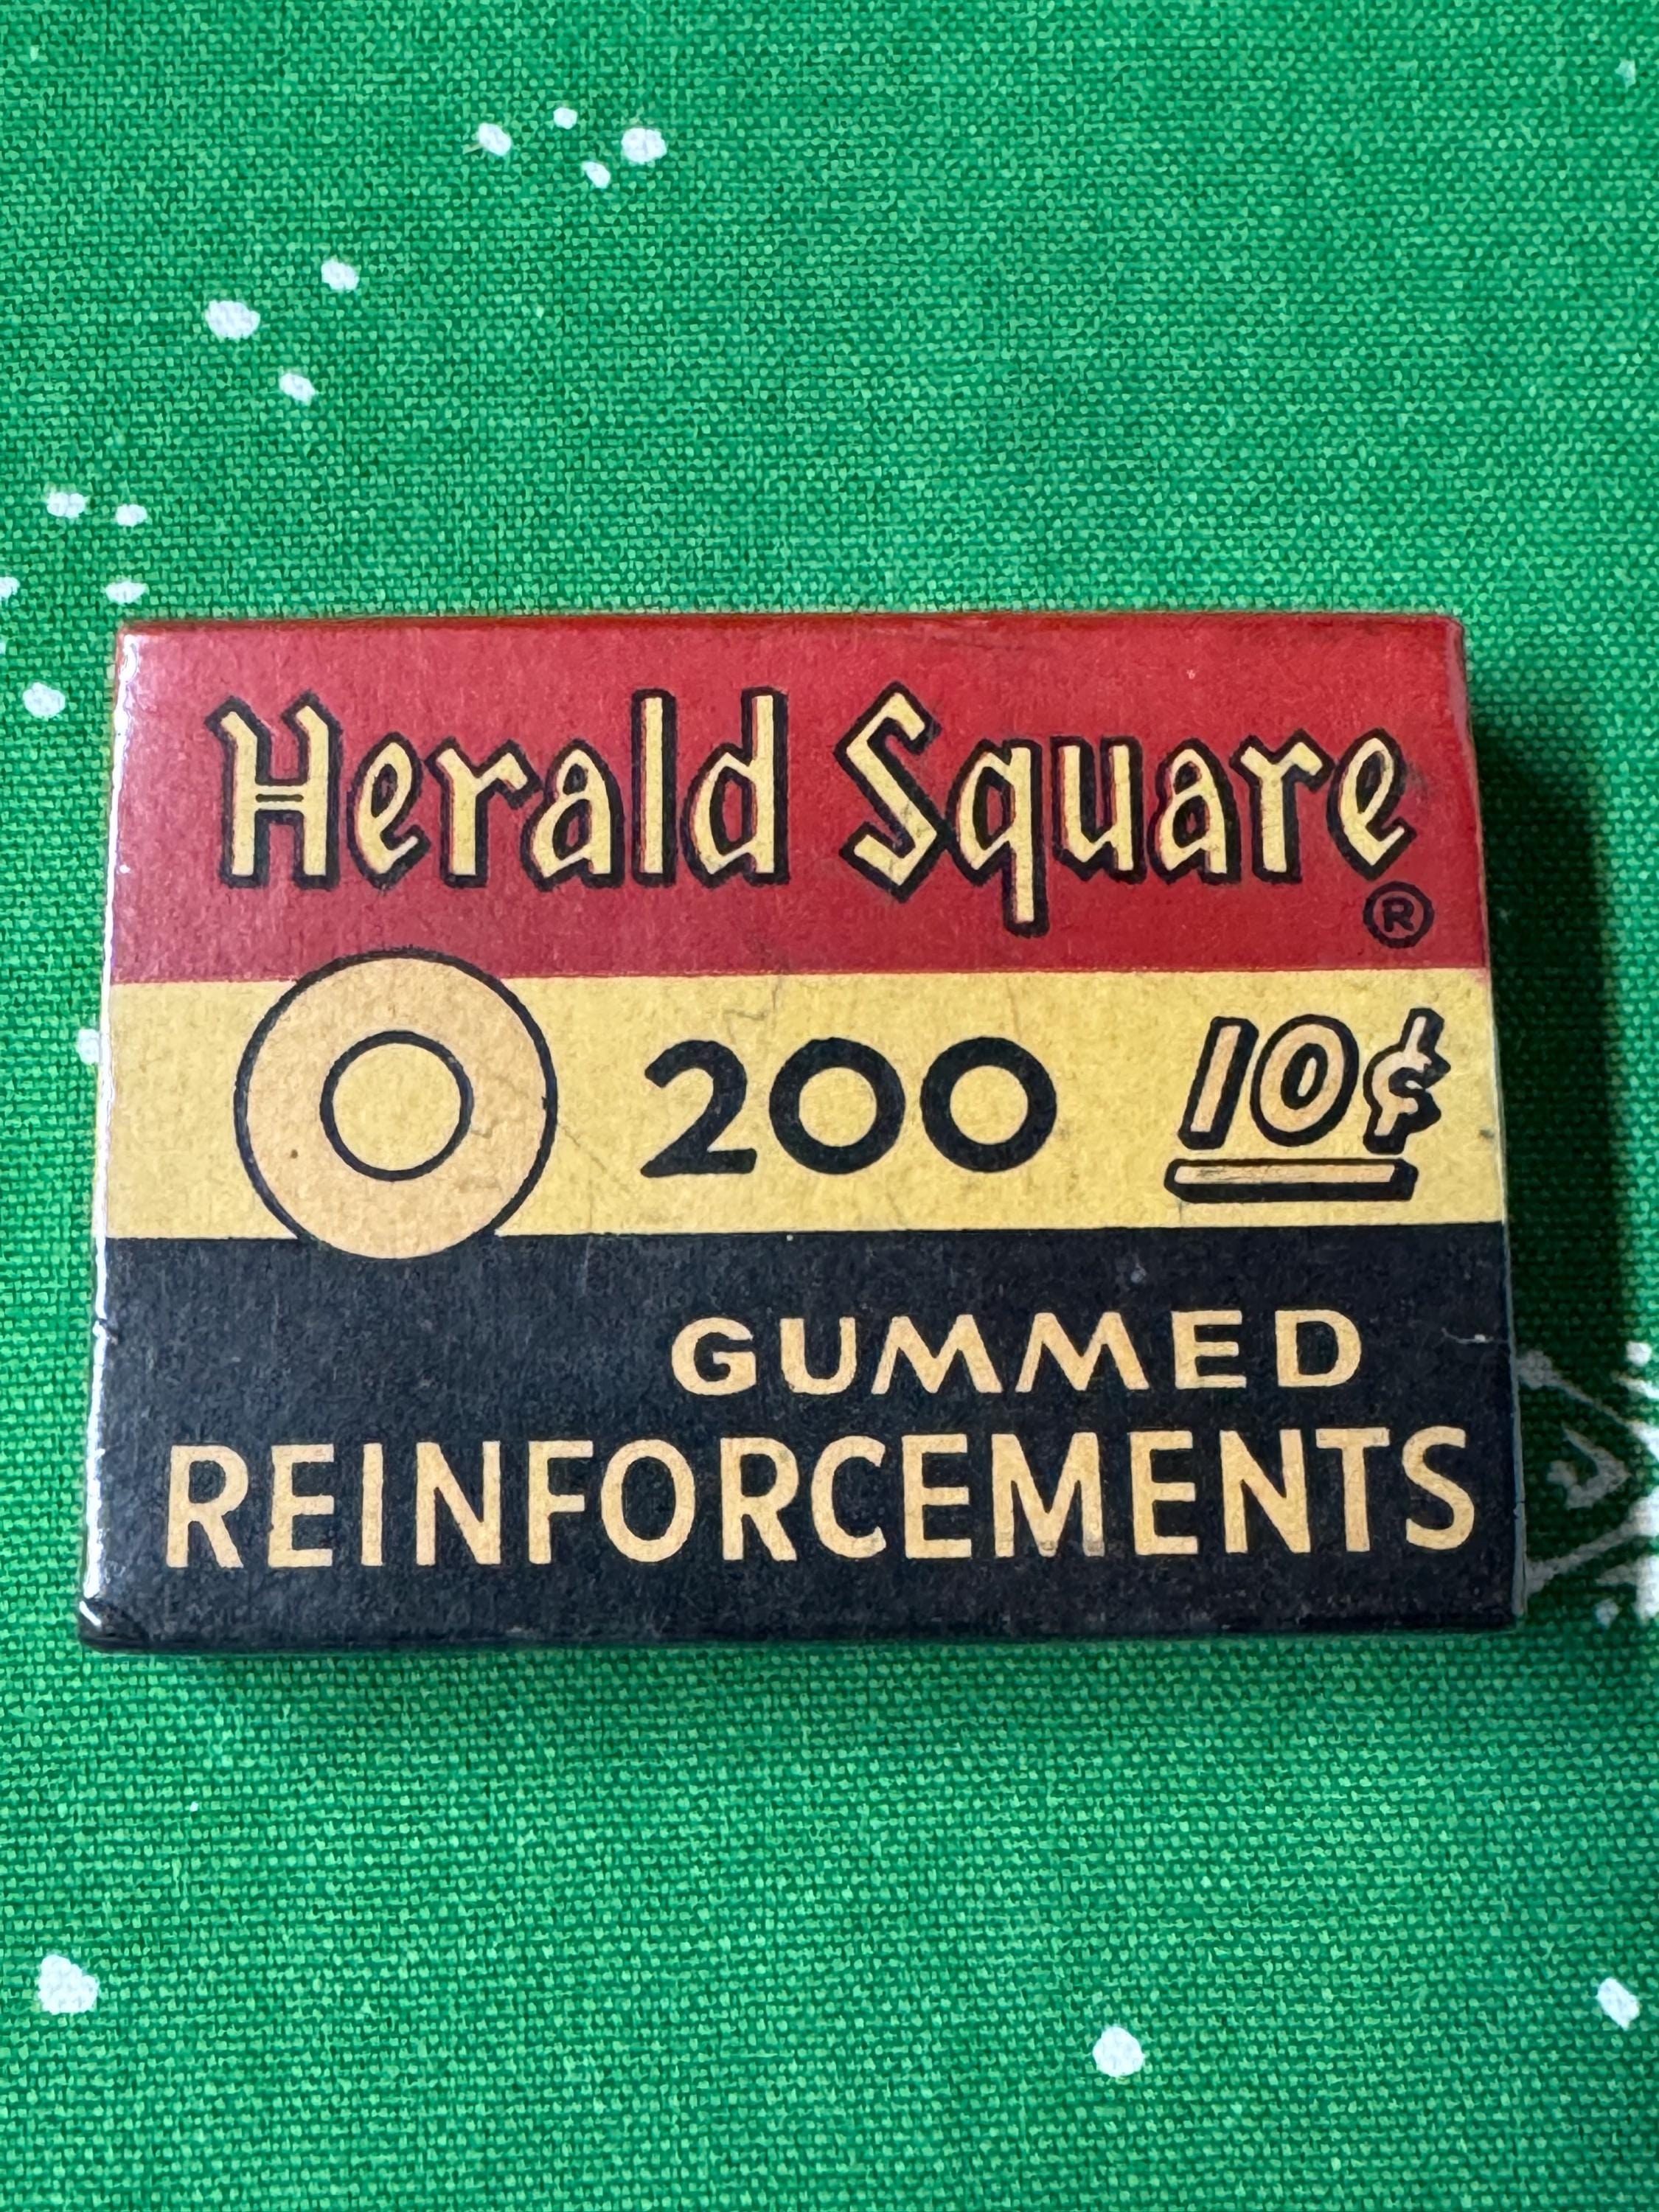 Herald Square®
200 10¢
GUMMED
REINFORCEMENTS